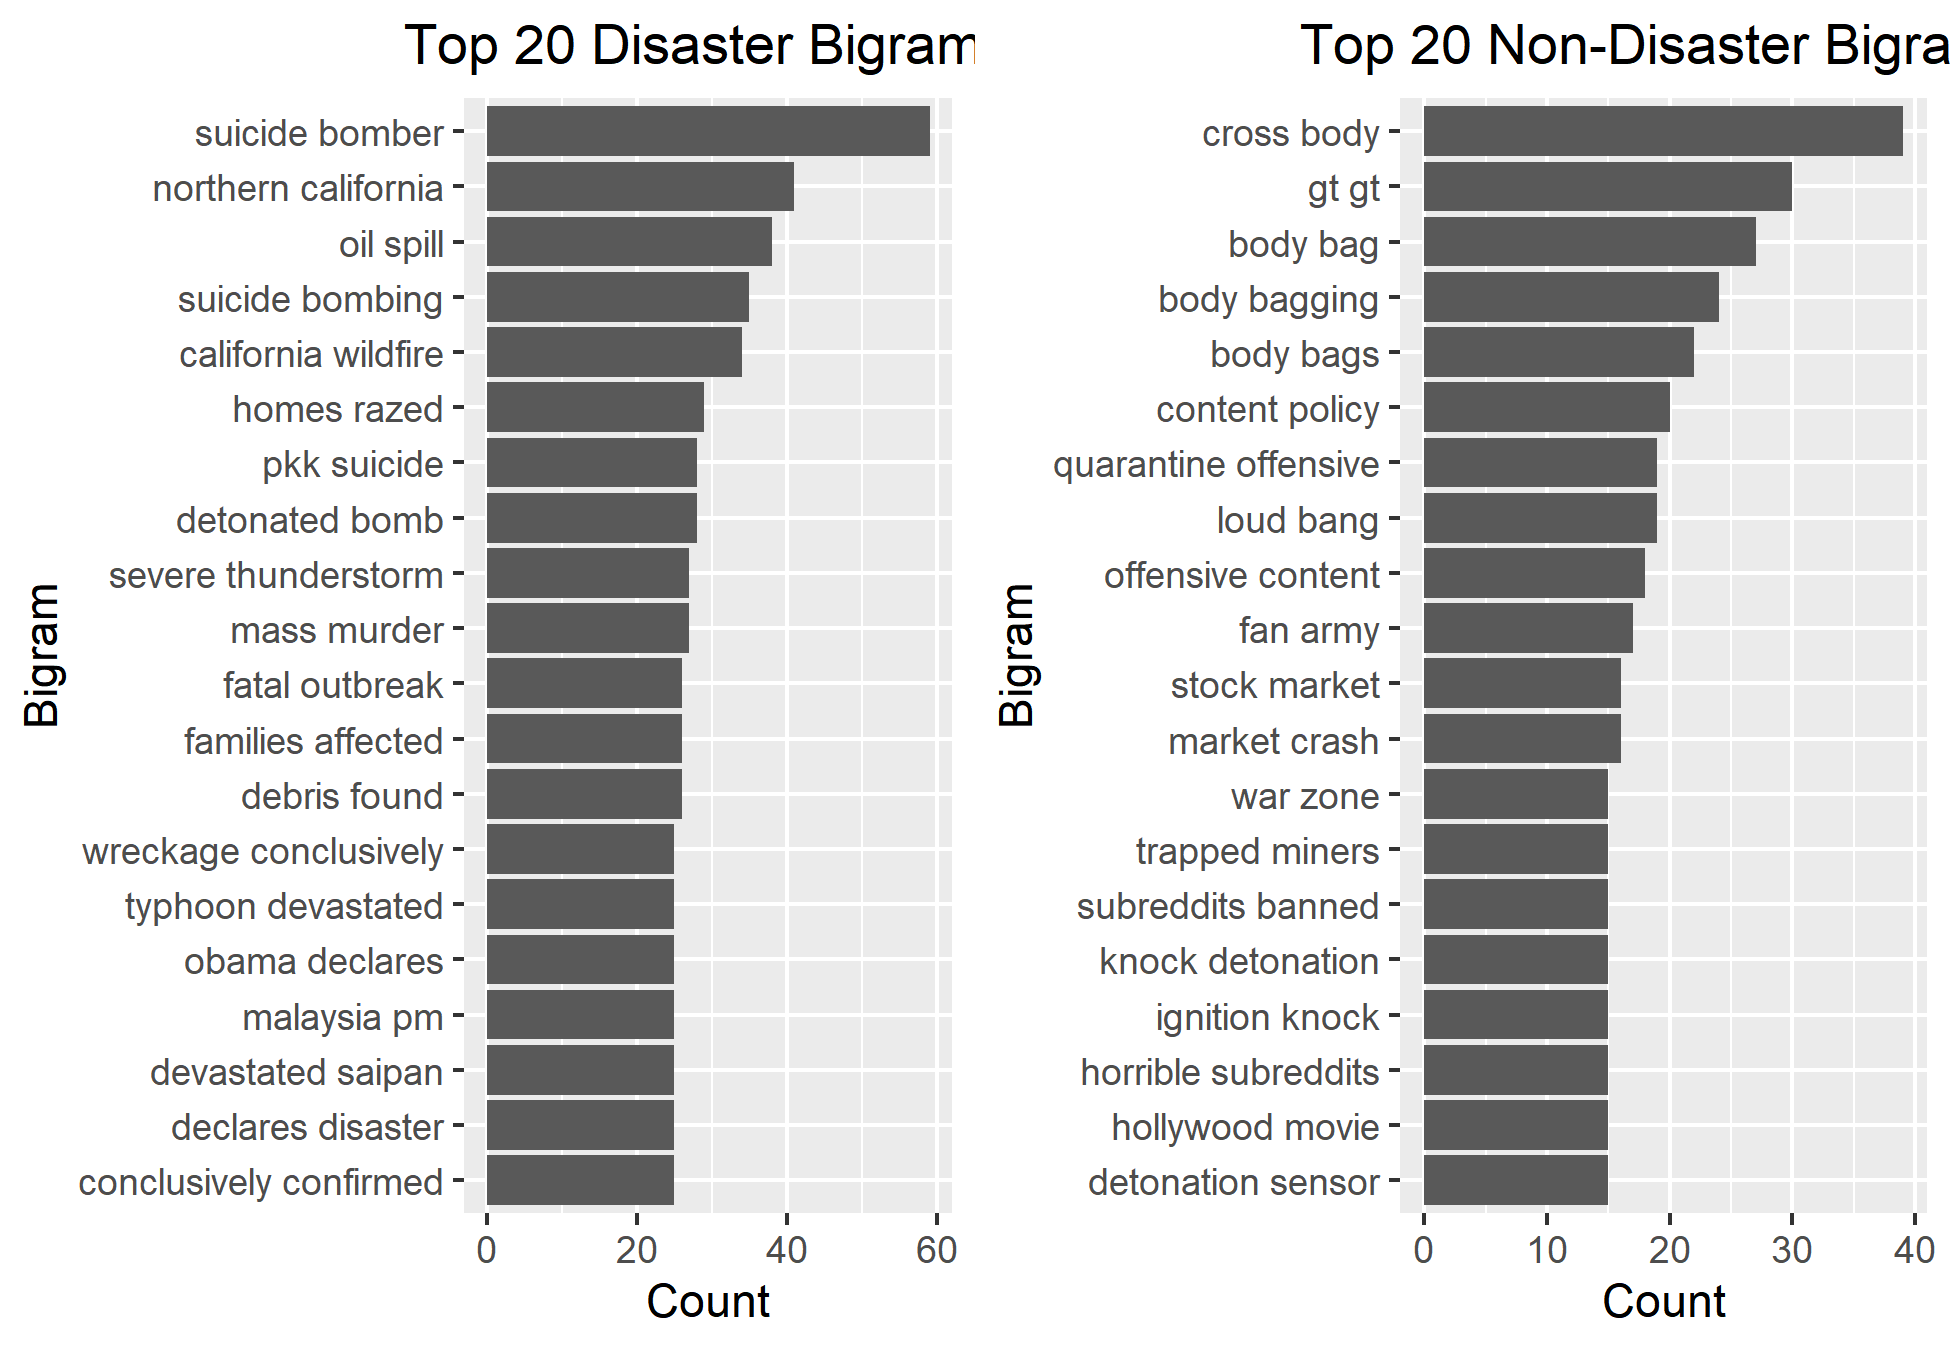 Top 20 Disaster Bigram
Bigram
suicide bomber
northern california
oil spill
suicide bombing
california wildfire
homes razed
pkk suicide
detonated bomb
severe thunderstorm
mass murder
fatal outbreak
families affected
debris found
wreckage conclusively
typhoon devastated
obama declares
malaysia pm
devastated saipan
declares disaster
conclusively confirmed
0 20 40 60
Count
Top 20 Non-Disaster Bigra
Bigram
cross body
gt gt
body bag
body bagging
body bags
content policy
quarantine offensive
loud bang
offensive content
fan army
stock market
market crash
war zone
trapped miners
subreddits banned
knock detonation
ignition knock
horrible subreddits
hollywood movie
detonation sensor
0 10 20 30 40
Count